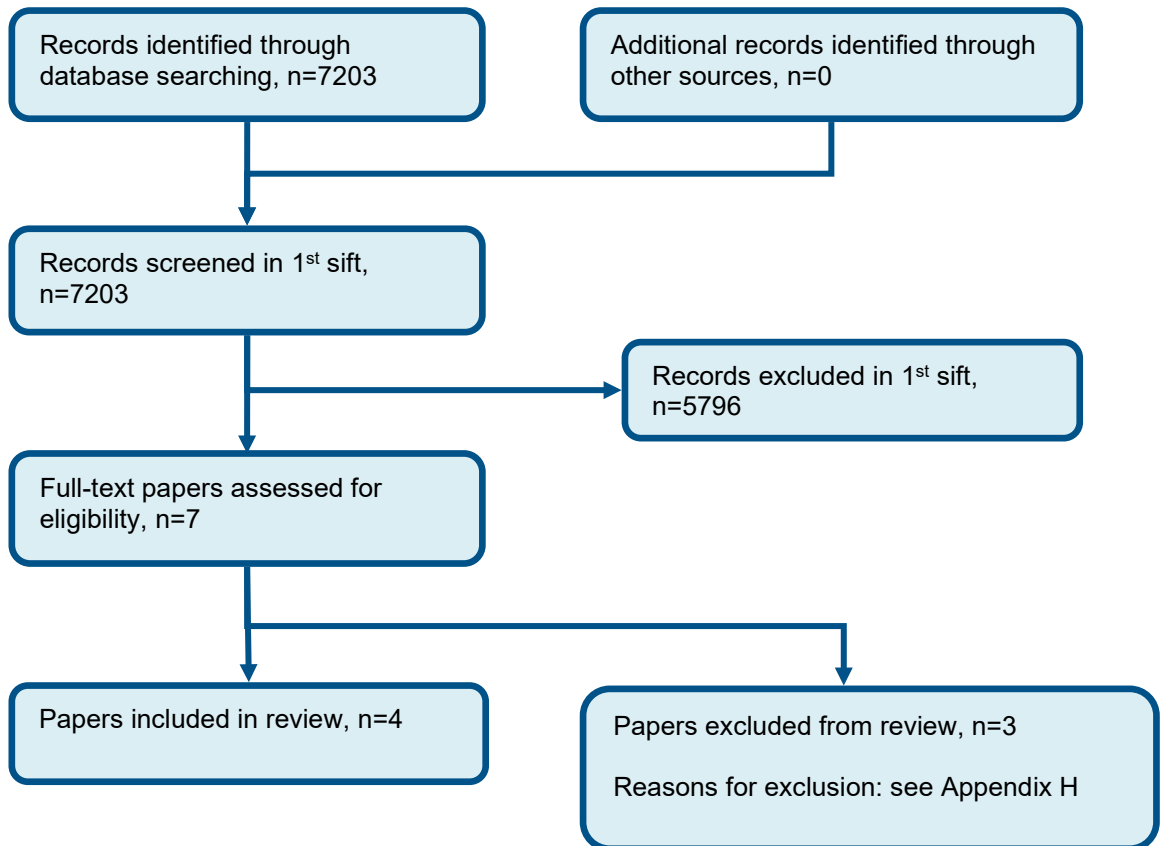 Records identified through
database searching, n=7203
Additional records identified through
other sources, n=0
Records screened in 1st sift,
n=7203
Records excluded in 1st sift,
n=5796
Full-text papers assessed for
eligibility, n=7
Papers included in review, n=4
Papers excluded from review, n=3
Reasons for exclusion: see Appendix H